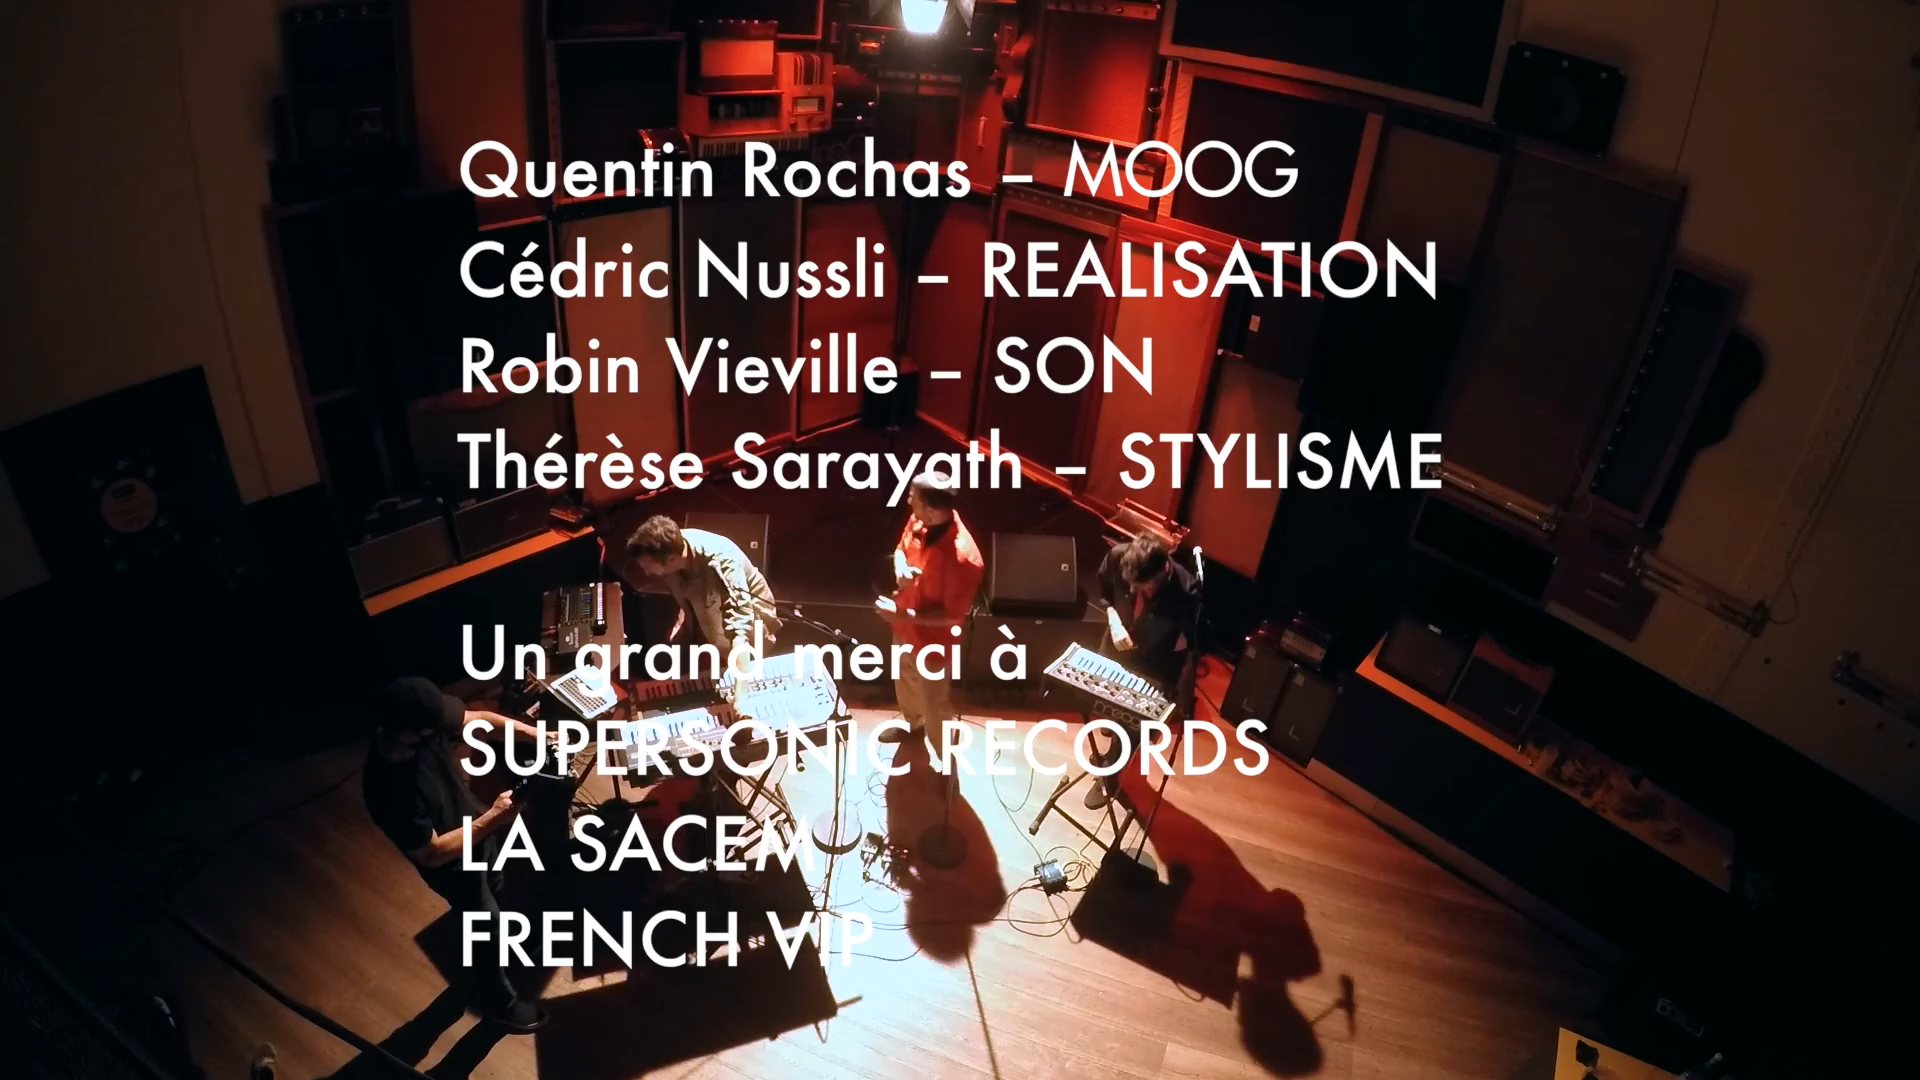 Quentin Rochas – MOOG
Cédric Nussli – REALISATION
Robin Vieville – SON
Thérèse Sarayath – STYLISME
Un grand merci à
SUPERSONIC RECORDS
LA SACEM
FRENCH VIP
moog